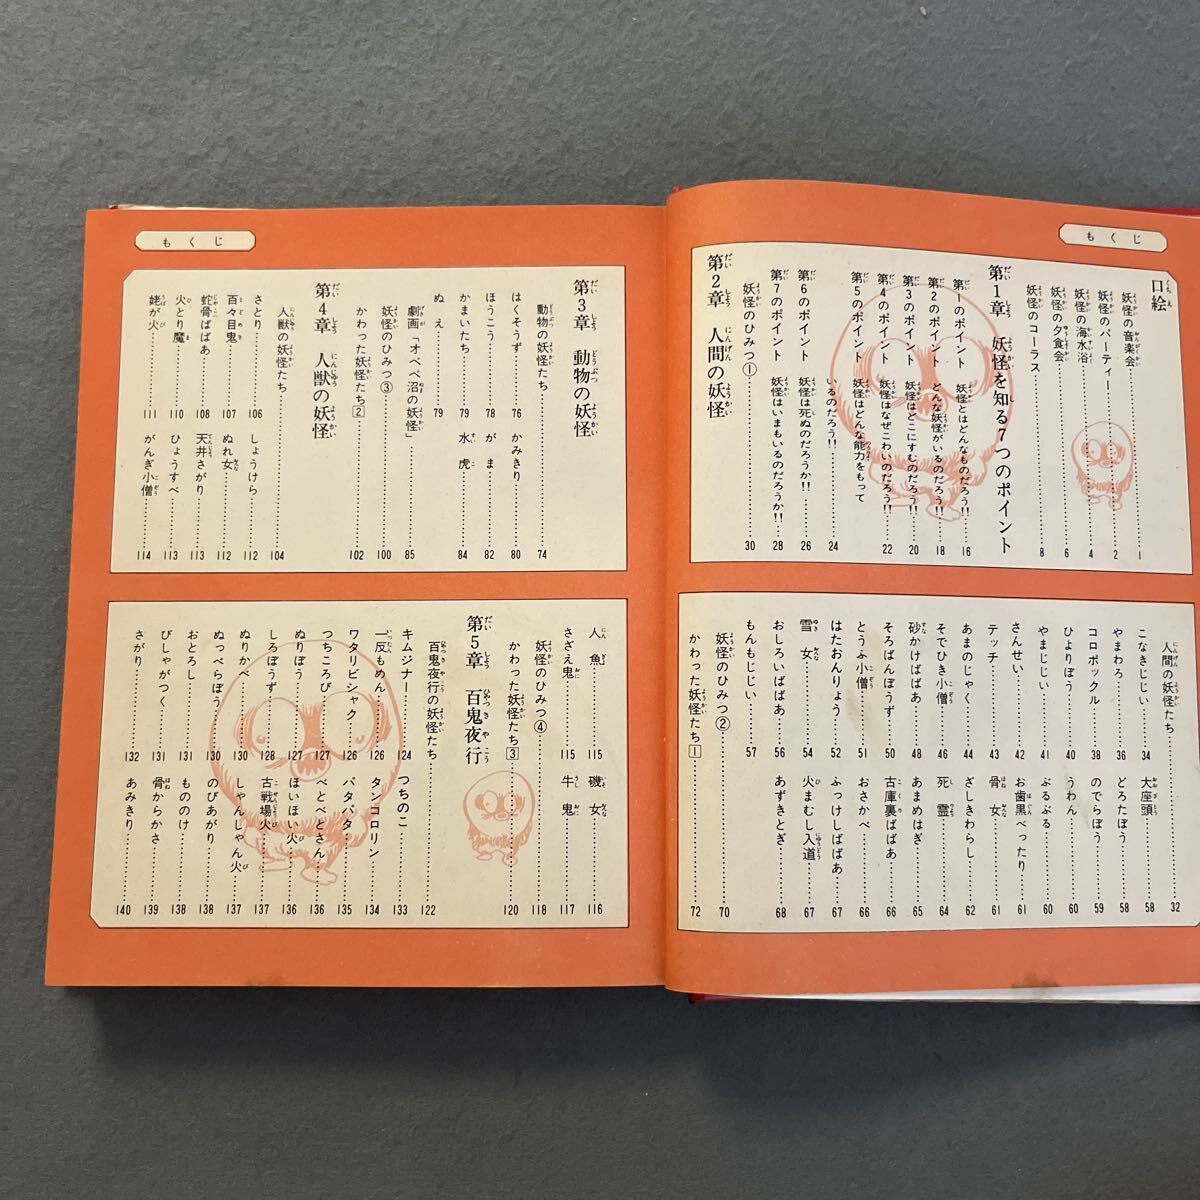 もくじ
口絵
妖怪の音楽会……1
妖怪のパーティー……2
妖怪の海水浴……4
妖怪の夕食会……6
妖怪のコーラス……8
第1章 妖怪を知る7つのポイント
第1のポイント 妖怪とはどんなものだろう!!……16
第2のポイント どんな妖怪がいるのだろう!!……18
第3のポイント 妖怪はどこにすむのだろう!!……20
第4のポイント 妖怪はなぜこわいのだろう!!……22
第5のポイント 妖怪はどんな能力をもって
いるのだろう!!……24
第6のポイント 妖怪は死ぬのだろうか!!……26
第7のポイント 妖怪はいまもいるのだろうか!!……28
妖怪のひみつ①……30
第2章 人間の妖怪
人間の妖怪たち……32
こなきじじい……34
やまわろ……36
コロポックル……38
ひよりぼう……40
やまじじい……41
さんせい……42
テッチ……43
あまのじゃく……44
そでひき小僧……46
砂かけばばあ……48
そろばんぼうず……50
とうふ小僧……51
はたおんりょう……52
雪女……54
おしろいばばあ……56
もんもじじい……57
大座頭……58
どろたぼう……58
のでらぼう……59
うわん……60
ぶるぶる……60
お歯黒べったり……61
骨女……61
ざしきわらし……62
死霊……64
あまめはぎ……65
古庫裏ばばあ……66
おさかべ……66
ふっけしばばあ……67
火まむし入道……67
あずきとぎ……68
妖怪のひみつ②……70
かわった妖怪たち1……72
もくじ
第3章 動物の妖怪
動物の妖怪たち……74
はくそうず……76
ほうこう……78
かまいたち……79
ぬえ……79
かみきり……80
がま……82
水虎……84
劇画「オベベ沼の妖怪」……85
妖怪のひみつ③……100
かわった妖怪たち2……102
第4章 人獣の妖怪
人獣の妖怪たち……104
さとり……106
百々目鬼……107
蛇骨ばばあ……108
火とり魔……110
姥が火……111
しょうけら……112
ぬれ女……112
天井さがり……113
ひょうすべ……113
がんぎ小僧……114
人魚……115
さざえ鬼……115
磯女……116
牛鬼……117
妖怪のひみつ④……118
かわった妖怪たち3……120
第5章 百鬼夜行
百鬼夜行の妖怪たち……122
キムジナー……124
一反もめん……126
ワタリビシャク……126
つちころび……127
ぬりぼう……127
しろぼうず……128
ぬりかべ……130
ぬっぺらぼう……130
おとろし……131
びしゃがつく……131
さがり……132
つちのこ……133
タンコロリン……134
バタバタ……135
べとべとさん……136
ほいほい火……136
古戦場火……137
しゃんじゃん火……137
のびあがり……138
もののけ……138
骨からかさ……139
あみきり……140